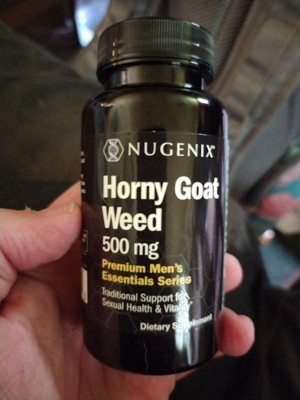 NUGENIX®
Horny Goat
Weed
500 mg
Premium Men's
Essentials Series
Traditional Support for
Sexual Health & Vitality
Dietary Supplement